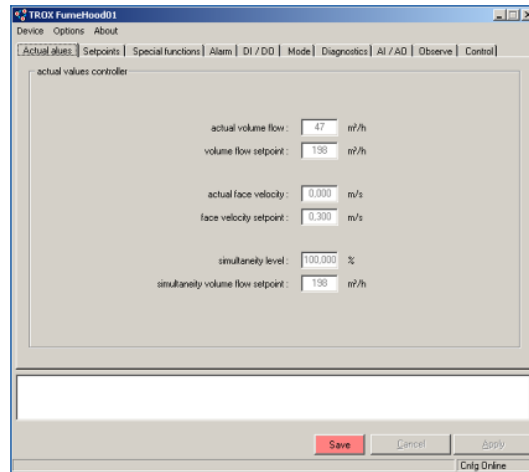 TROX FumeHood01
Device Options About
Actual alues Setpoints Special functions Alarm DI / DO Mode Diagnostics AI / AO Observe Control
actual values controller
actual volume flow : 47 m³/h
volume flow setpoint : 198 m³/h
actual face velocity : 0,000 m/s
face velocity setpoint : 0,300 m/s
simultaneity level : 100,000 %
simultaneity volume flow setpoint : 198 m³/h
Save Cancel Apply
Cnfg Online